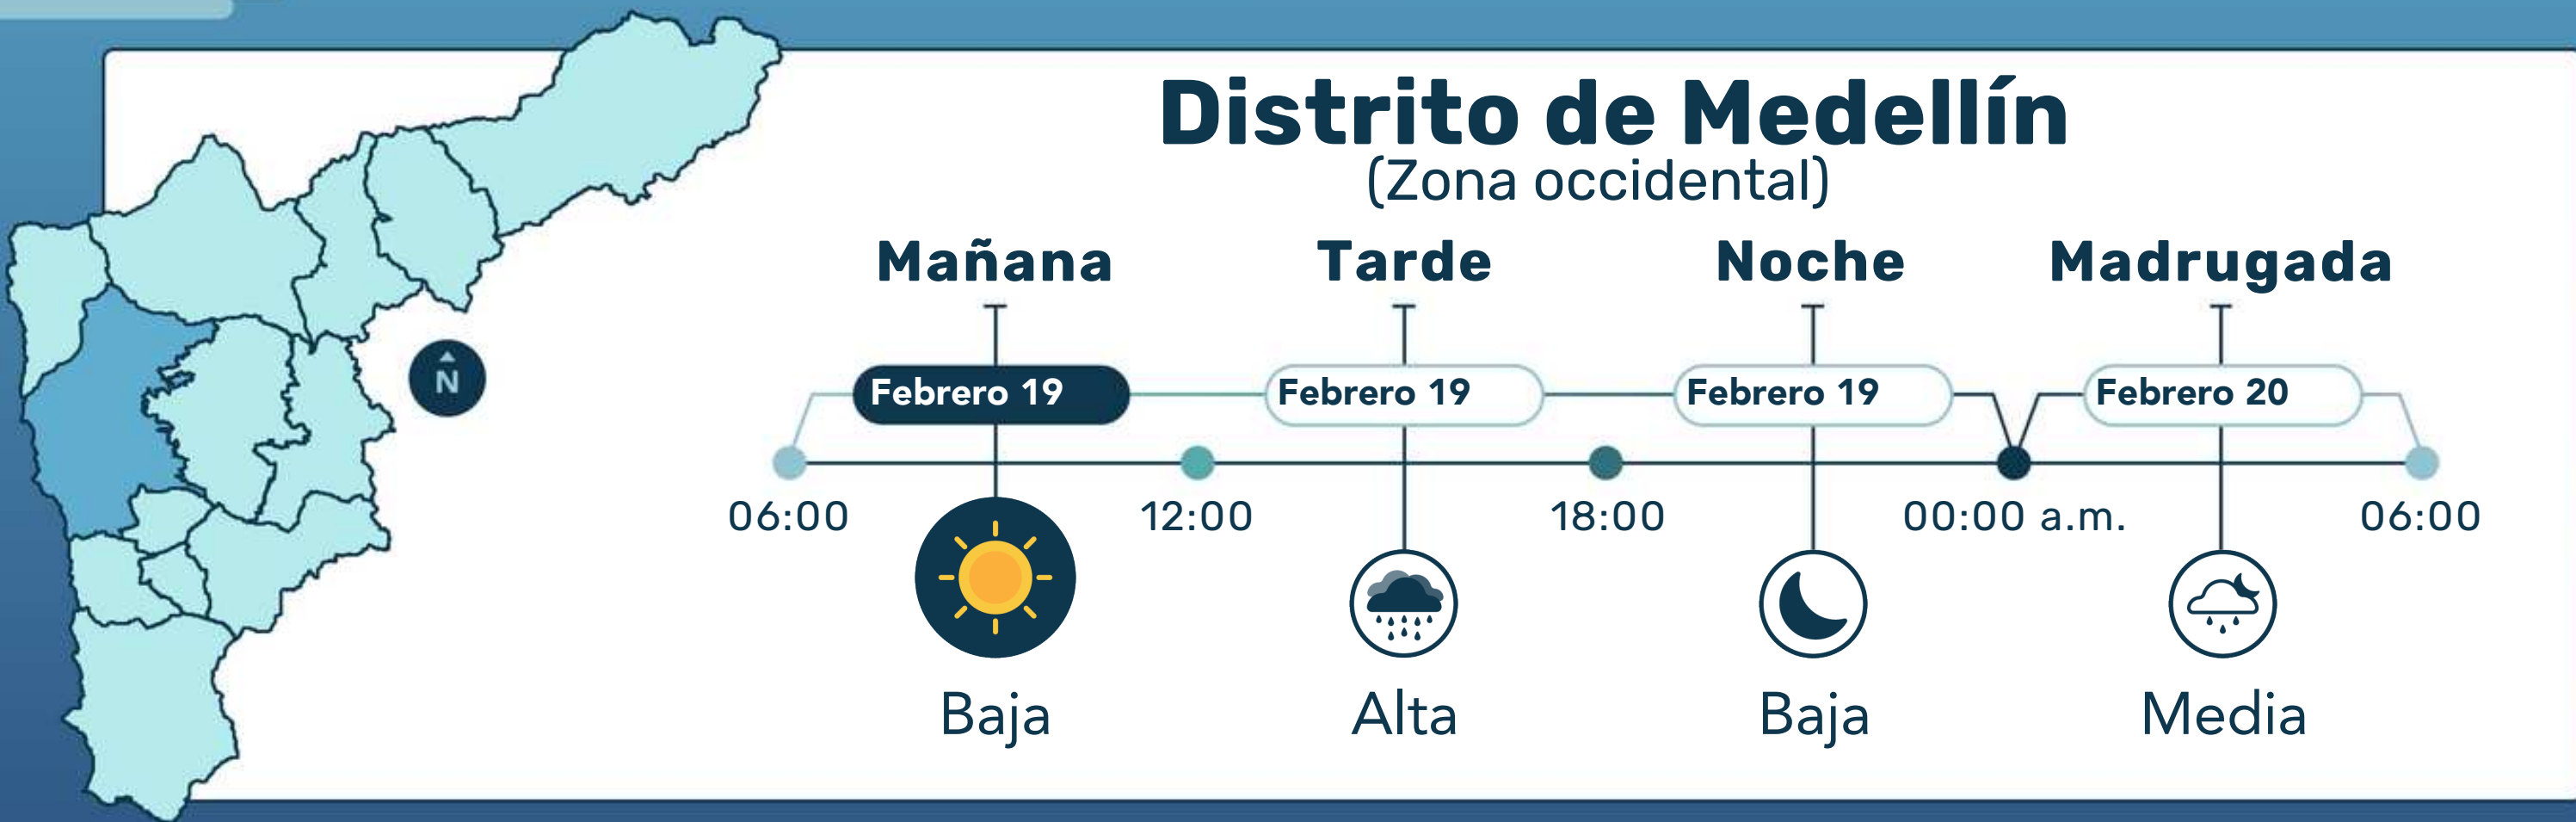 Distrito de Medellín
(Zona occidental)
Mañana Tarde Noche Madrugada
Febrero 19 Febrero 19 Febrero 19 Febrero 20
N
06:00 12:00 18:00 00:00 a.m. 06:00
Baja Alta Baja Media